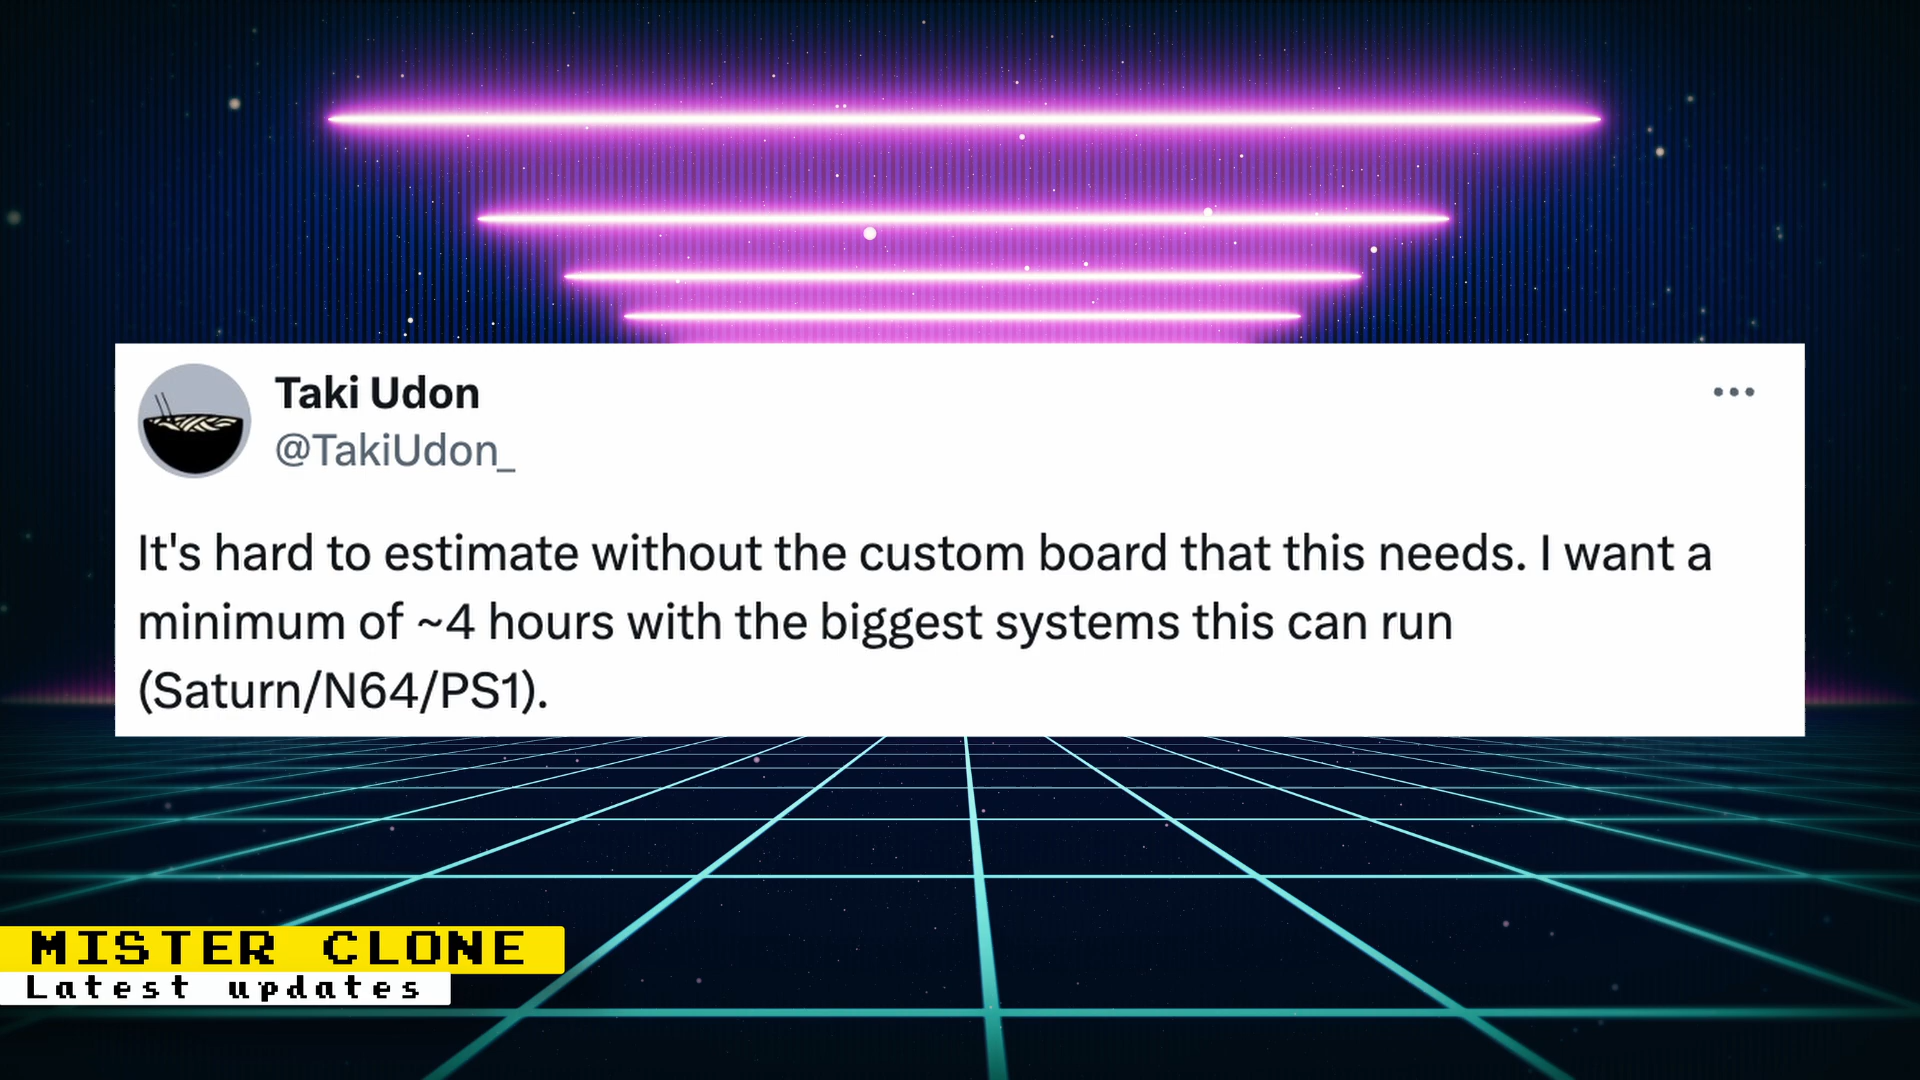 Taki Udon
@TakiUdon_
It's hard to estimate without the custom board that this needs. I want a
minimum of ~4 hours with the biggest systems this can run
(Saturn/N64/PS1).
MISTER CLONE
Latest updates